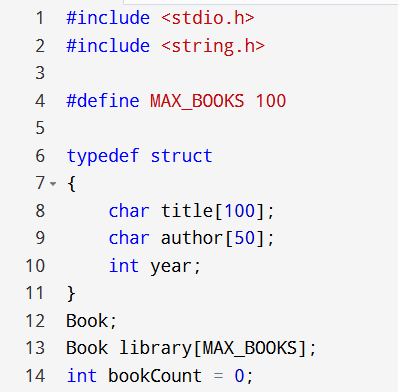 1 #include <stdio.h>
2 #include <string.h>
3
4 #define MAX_BOOKS 100
5
6 typedef struct
7 {
8     char title[100];
9     char author[50];
10     int year;
11 }
12 Book;
13 Book library[MAX_BOOKS];
14 int bookCount = 0;